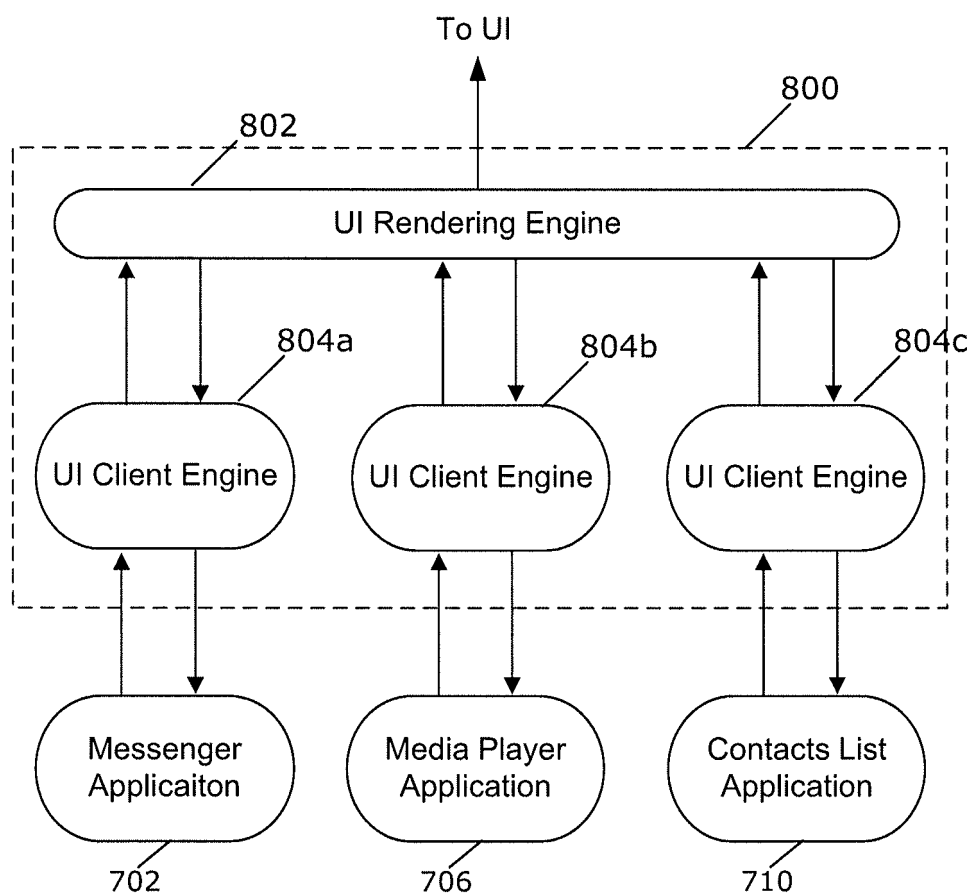 To UI
800
802
UI Rendering Engine
804a
804b
804c
UI Client Engine
UI Client Engine
UI Client Engine
Messenger
Applicaiton
Media Player
Application
Contacts List
Application
702
706
710